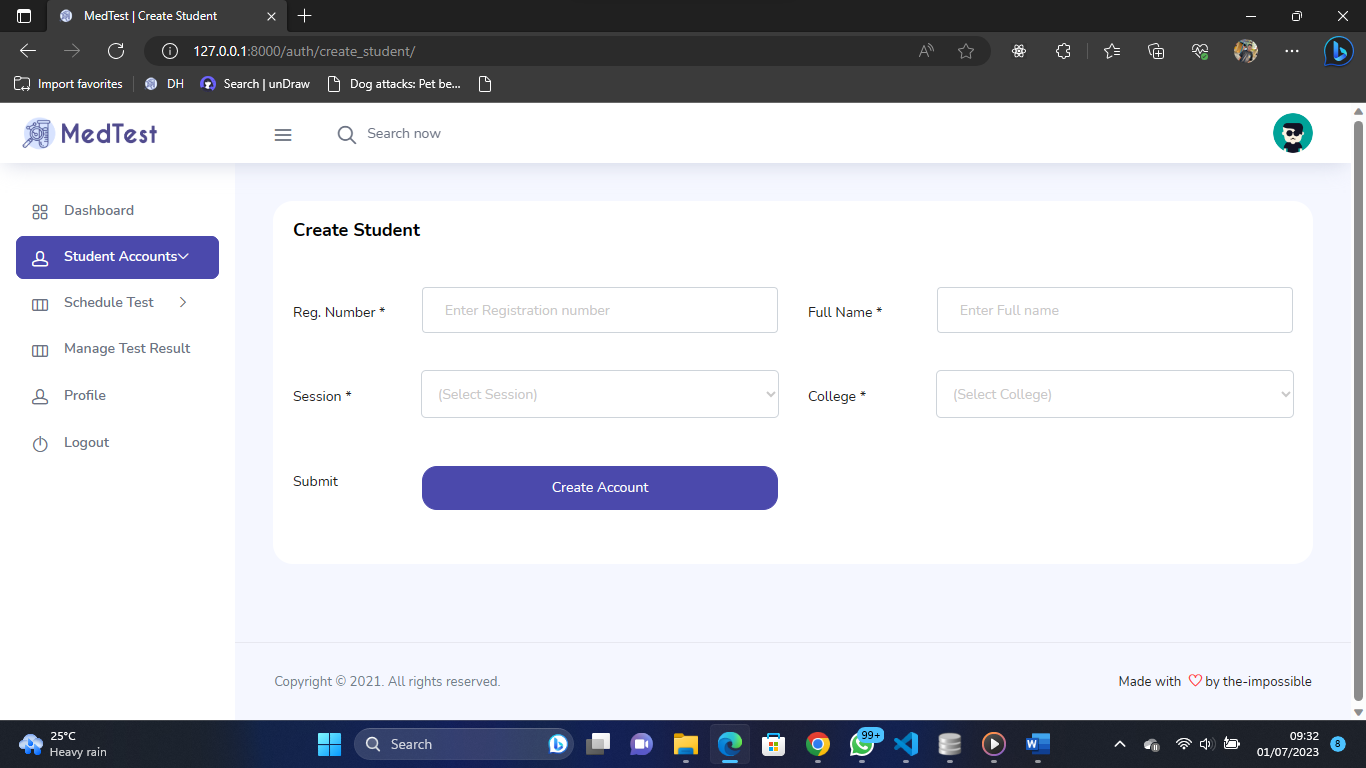 MedTest | Create Student
127.0.0.1:8000/auth/create_student/
Import favorites DH Search | unDraw Dog attacks: Pet be...
MedTest Search now
Dashboard
Student Accounts
Schedule Test
Manage Test Result
Profile
Logout
Create Student
Reg. Number * Enter Registration number Full Name * Enter Full name
Session * (Select Session) College * (Select College)
Submit Create Account
Copyright © 2021. All rights reserved. Made with by the-impossible
25°C
Heavy rain
Search
99+
09:32
01/07/2023
8